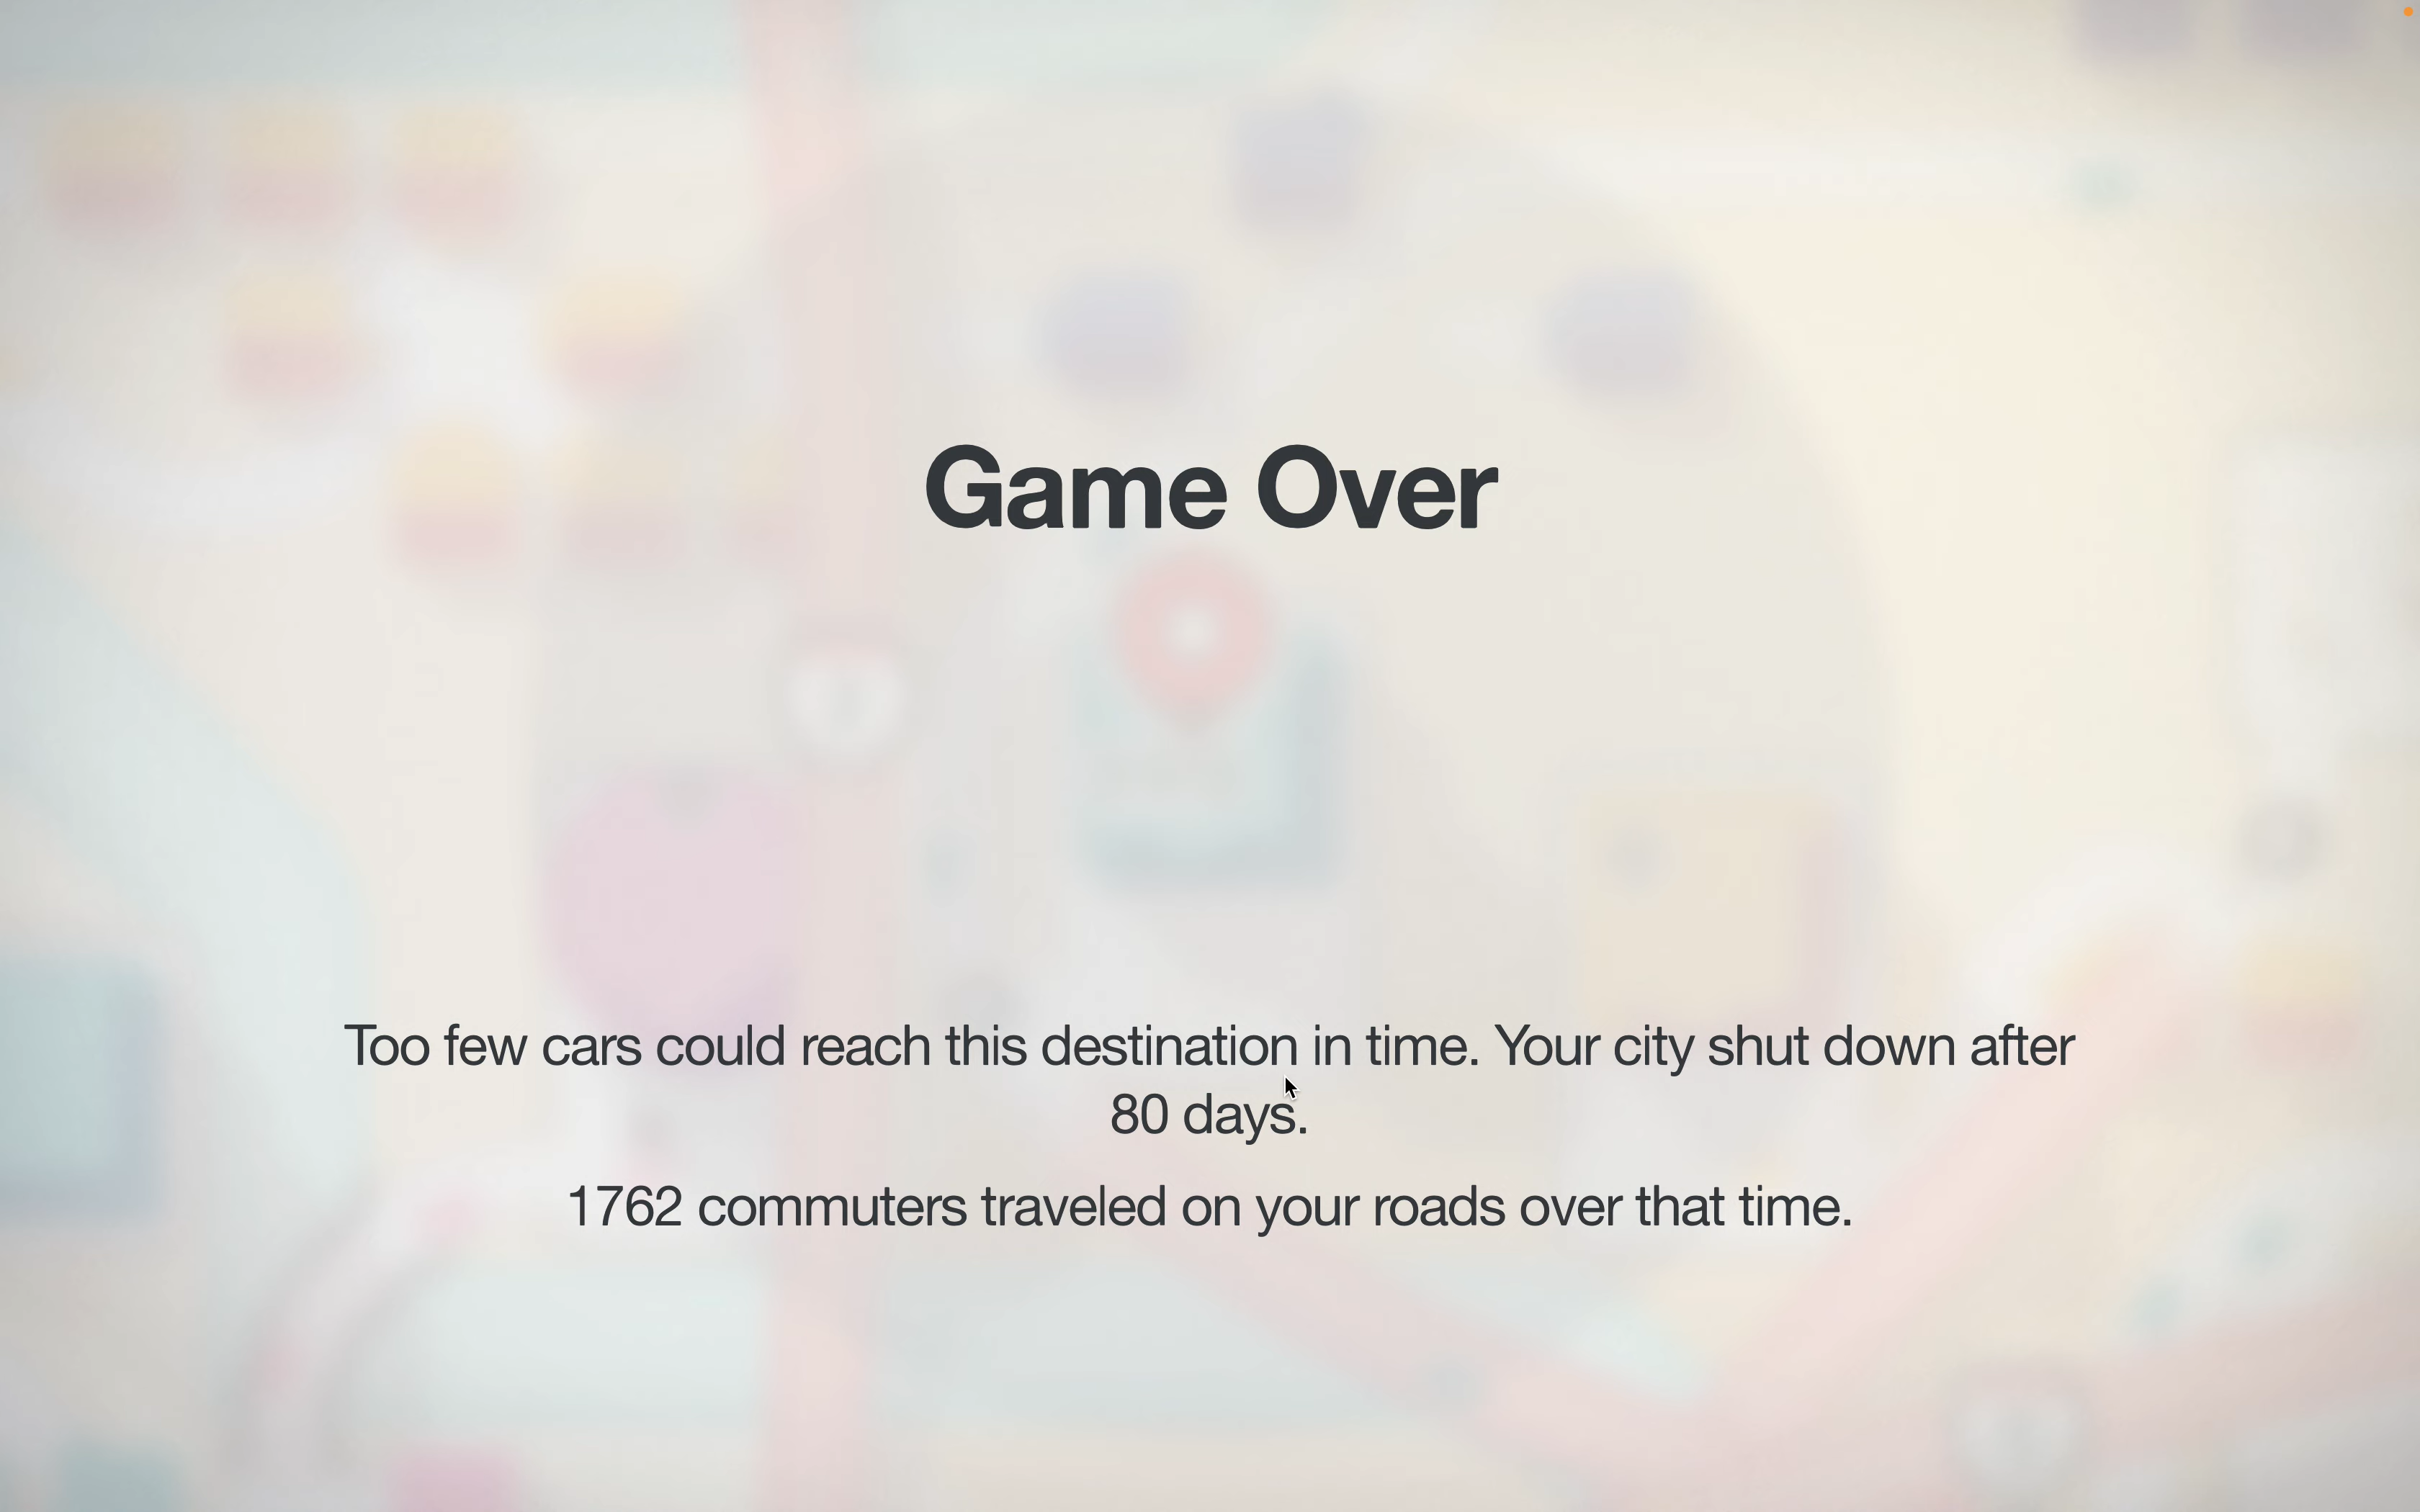 Game Over
Too few cars could reach this destination in time. Your city shut down after
80 days.
1762 commuters traveled on your roads over that time.